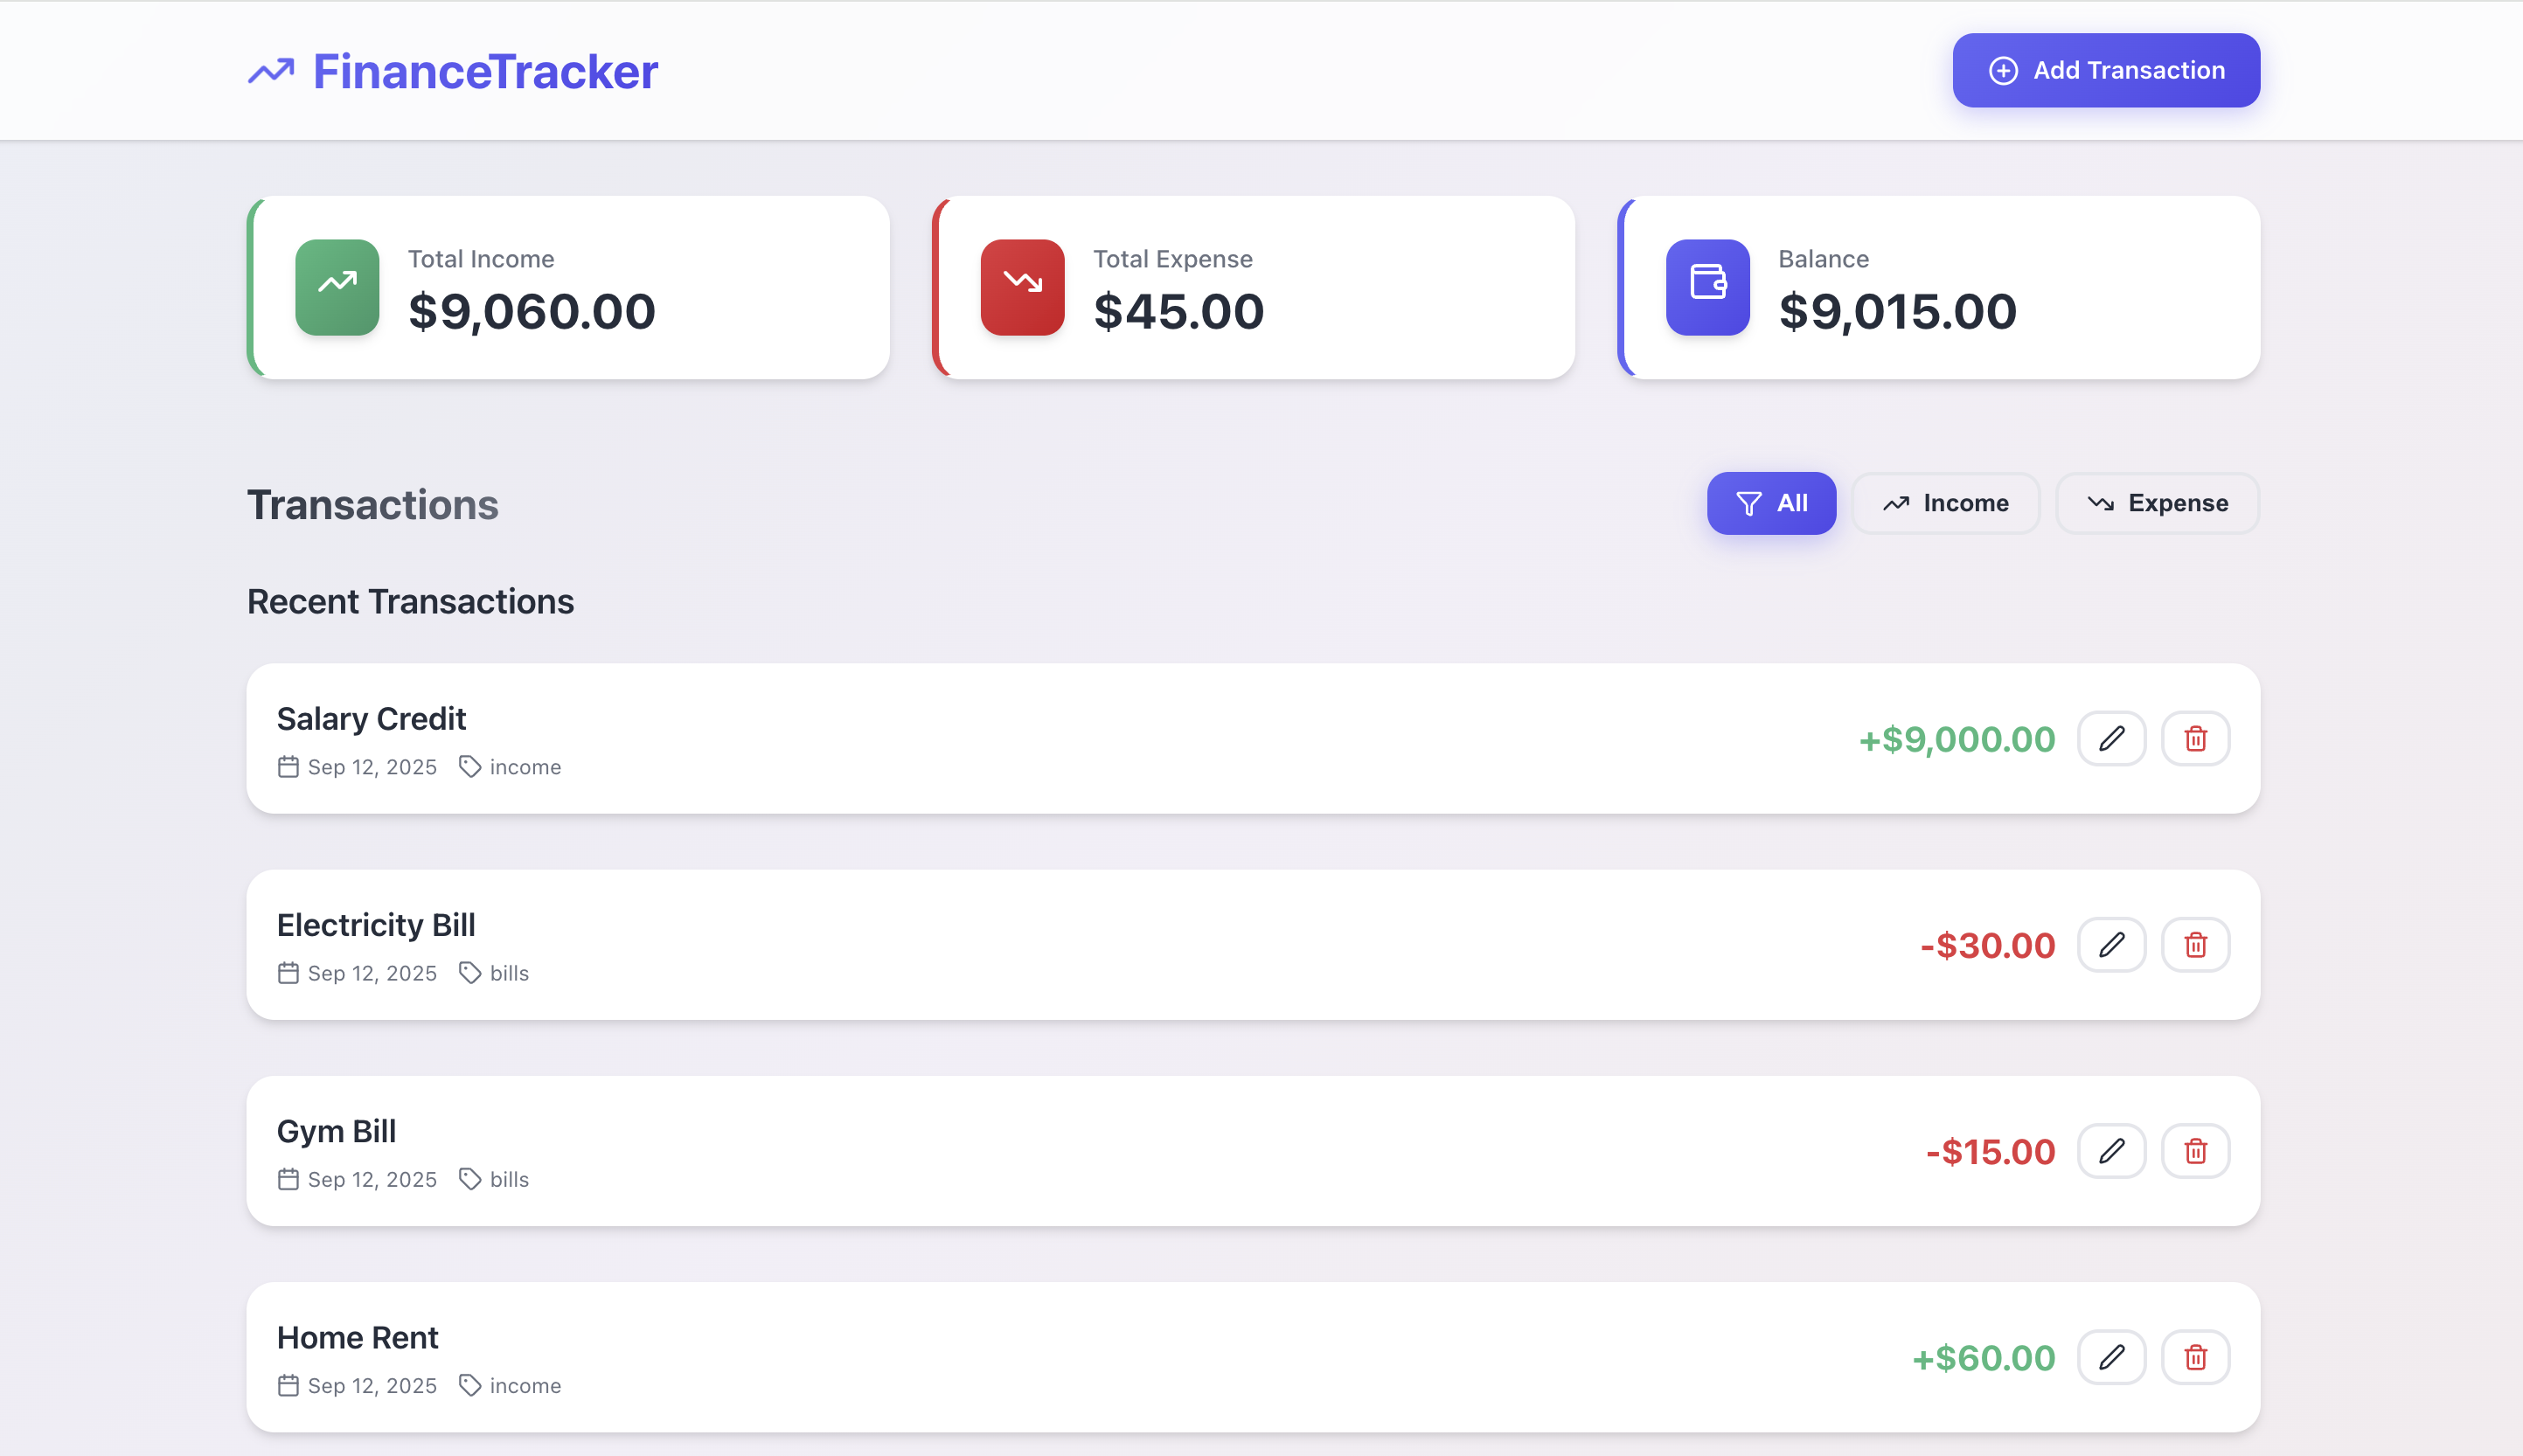 FinanceTracker
Add Transaction
Total Income
$9,060.00
Total Expense
$45.00
Balance
$9,015.00
Transactions
All
Income
Expense
Recent Transactions
Salary Credit
Sep 12, 2025 income
+$9,000.00
Electricity Bill
Sep 12, 2025 bills
-$30.00
Gym Bill
Sep 12, 2025 bills
-$15.00
Home Rent
Sep 12, 2025 income
+$60.00